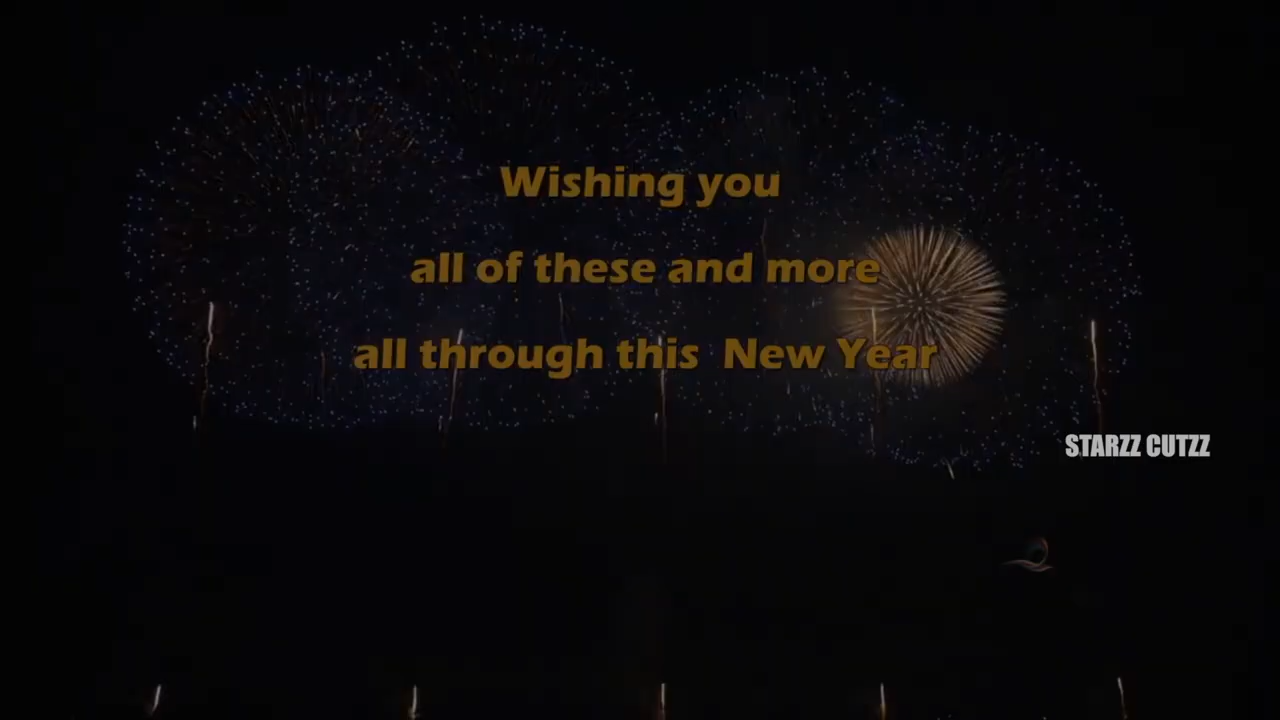 Wishing you
all of these and more
all through this New Year
STARZZ CUTZZ